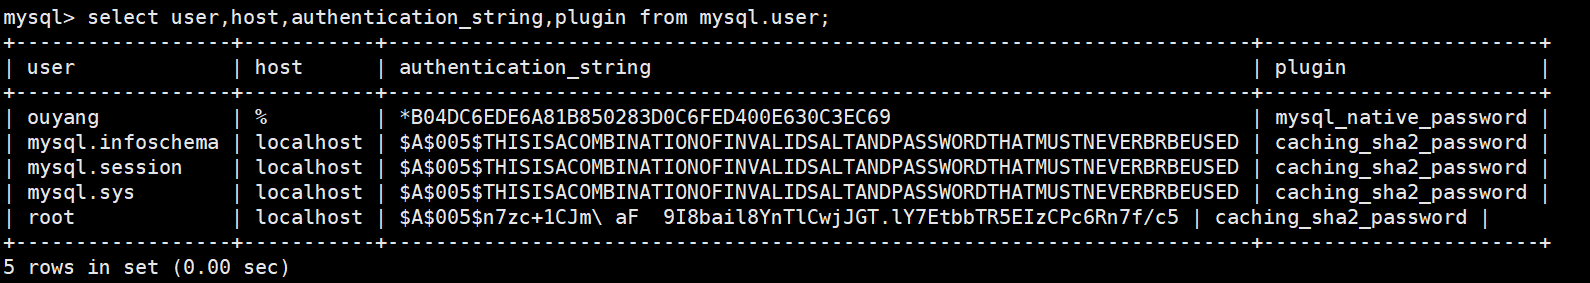 mysql> select user,host,authentication_string,plugin from mysql.user;
+------------------+-----------+------------------------------------------------------------------------+-----------------------+
| user             | host      | authentication_string                                                  | plugin                |
+------------------+-----------+------------------------------------------------------------------------+-----------------------+
| ouyang           | %         | *B04DC6EDE6A81B850283D0C6FED400E630C3EC69                              | mysql_native_password |
| mysql.infoschema | localhost | $A$005$THISISACOMBINATIONOFINVALIDSALTANDPASSWORDTHATMUSTNEVERBRBEUSED | caching_sha2_password |
| mysql.session    | localhost | $A$005$THISISACOMBINATIONOFINVALIDSALTANDPASSWORDTHATMUSTNEVERBRBEUSED | caching_sha2_password |
| mysql.sys        | localhost | $A$005$THISISACOMBINATIONOFINVALIDSALTANDPASSWORDTHATMUSTNEVERBRBEUSED | caching_sha2_password |
| root             | localhost | $A$005$n7zc+1CJm\ aF  9I8bail8YnTlCwjJGT.lY7EtbbTR5EIzCPc6Rn7f/c5 | caching_sha2_password |
+------------------+-----------+------------------------------------------------------------------------+-----------------------+
5 rows in set (0.00 sec)